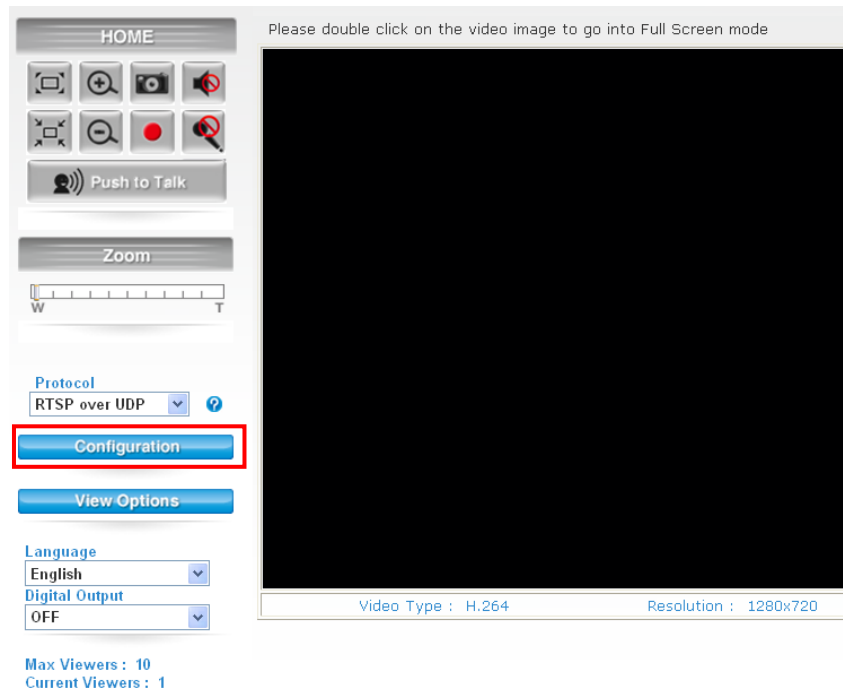 HOME
Please double click on the video image to go into Full Screen mode
Push to Talk
Zoom
W T
Protocol
RTSP over UDP
?
Configuration
View Options
Language
English
Digital Output
OFF
Video Type : H.264 Resolution : 1280x720
Max Viewers : 10
Current Viewers : 1